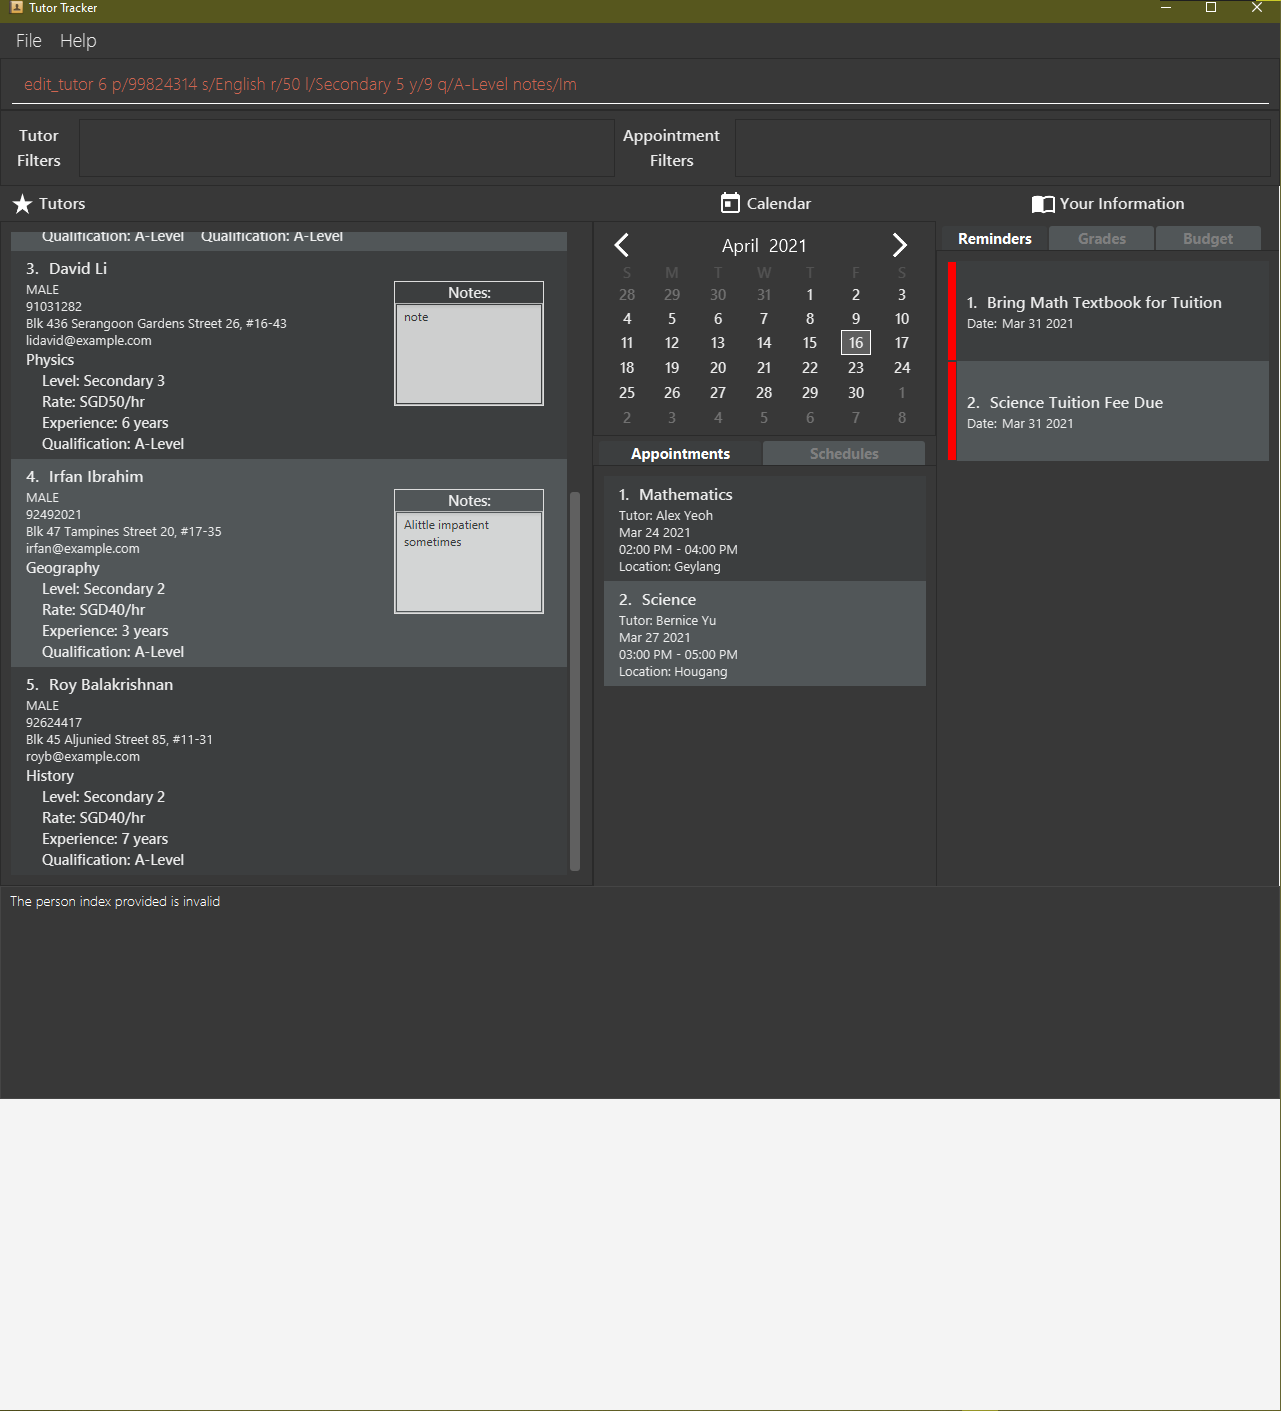 Tutor Tracker
File Help
edit_tutor 6 p/99824314 s/English r/50 l/Secondary 5 y/9 q/A-Level notes/Im
Tutor
Filters
Appointment
Filters
Tutors
Qualification: A-Level Qualification: A-Level
3. David Li
MALE
91031282
Blk 436 Serangoon Gardens Street 26, #16-43
lidavid@example.com
Physics
Level: Secondary 3
Rate: SGD50/hr
Experience: 6 years
Qualification: A-Level
Notes:
note
4. Irfan Ibrahim
MALE
92492021
Blk 47 Tampines Street 20, #17-35
irfan@example.com
Geography
Level: Secondary 2
Rate: SGD40/hr
Experience: 3 years
Qualification: A-Level
Notes:
Alittle impatient
sometimes
5. Roy Balakrishnan
MALE
92624417
Blk 45 Aljunied Street 85, #11-31
royb@example.com
History
Level: Secondary 2
Rate: SGD40/hr
Experience: 7 years
Qualification: A-Level
Calendar
April 2021
S M T W T F S
28 29 30 31 1 2 3
4 5 6 7 8 9 10
11 12 13 14 15 16 17
18 19 20 21 22 23 24
25 26 27 28 29 30 1
2 3 4 5 6 7 8
Appointments Schedules
1. Mathematics
Tutor: Alex Yeoh
Mar 24 2021
02:00 PM - 04:00 PM
Location: Geylang
2. Science
Tutor: Bernice Yu
Mar 27 2021
03:00 PM - 05:00 PM
Location: Hougang
Your Information
Reminders Grades Budget
1. Bring Math Textbook for Tuition
Date: Mar 31 2021
2. Science Tuition Fee Due
Date: Mar 31 2021
The person index provided is invalid